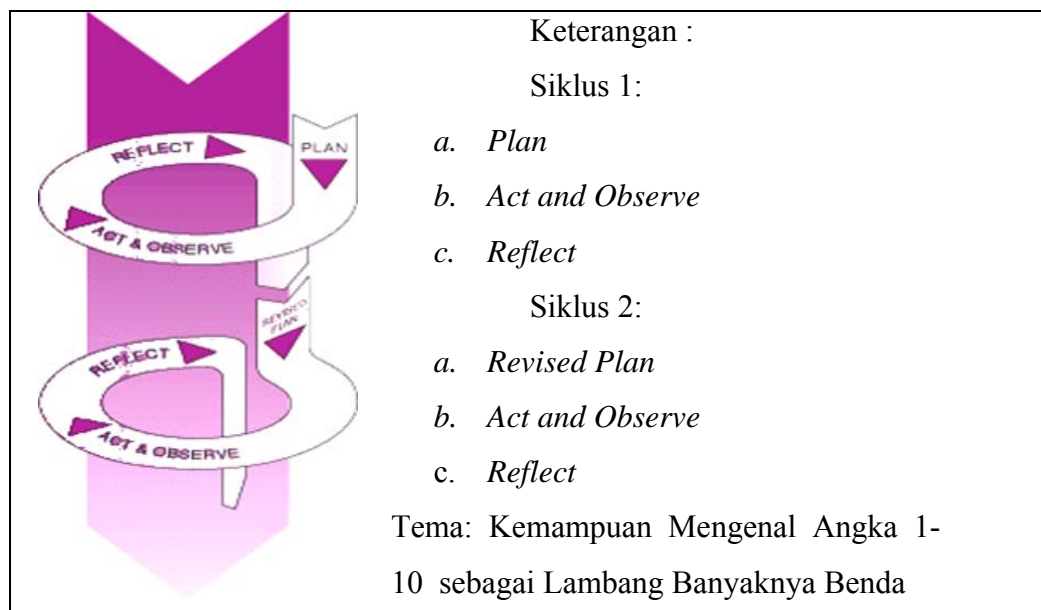 REFLECT
PLAN
ACT & OBSERVE
REVISED
PLAN
REFLECT
ACT & OBSERVE
Keterangan :
Siklus 1:
a. Plan
b. Act and Observe
c. Reflect
Siklus 2:
a. Revised Plan
b. Act and Observe
c. Reflect
Tema: Kemampuan Mengenal Angka 1-
10 sebagai Lambang Banyaknya Benda